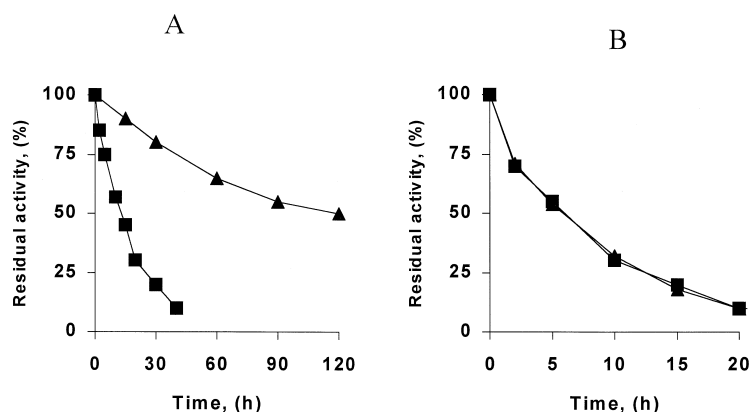 A
100
75
50
25
0
Residual activity, (%)
0 30 60 90 120
Time, (h)
B
100
75
50
25
0
Residual activity, (%)
0 5 10 15 20
Time, (h)